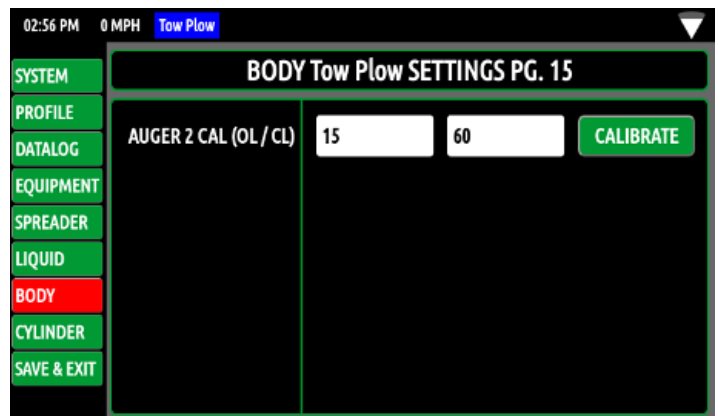 02:56 PM 0 MPH Tow Plow
BODY Tow Plow SETTINGS PG. 15
SYSTEM
PROFILE
DATALOG
EQUIPMENT
SPREADER
LIQUID
BODY
CYLINDER
SAVE & EXIT
AUGER 2 CAL (OL / CL) 15 60 CALIBRATE